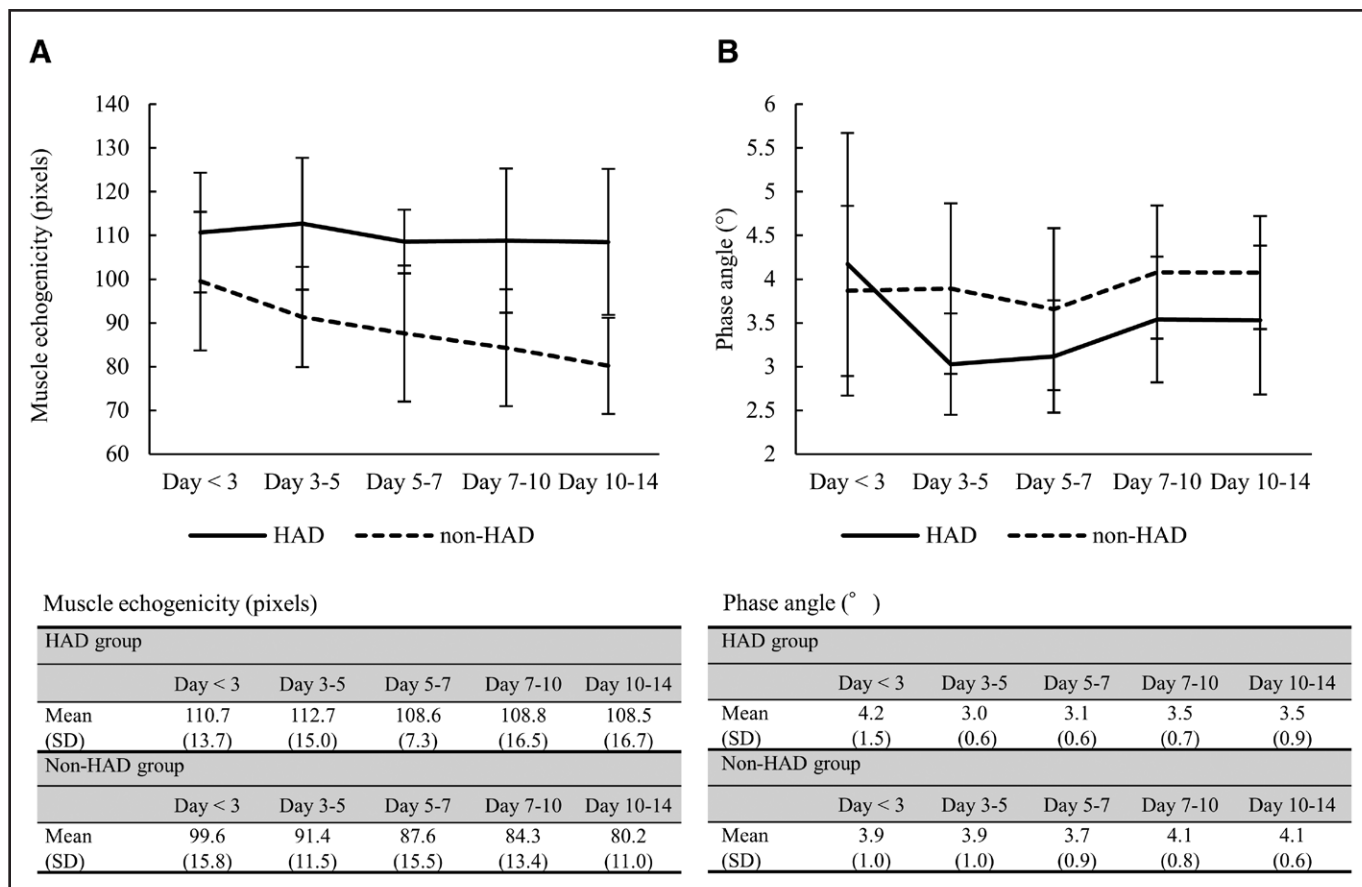 A
Muscle echogenicity (pixels)
140
130
120
110
100
90
80
70
60
Day < 3 Day 3-5 Day 5-7 Day 7-10 Day 10-14
HAD non-HAD
B
Phase angle (°)
6
5.5
5
4.5
4
3.5
3
2.5
2
Day < 3 Day 3-5 Day 5-7 Day 7-10 Day 10-14
HAD non-HAD
Muscle echogenicity (pixels)
HAD group
Day < 3 Day 3-5 Day 5-7 Day 7-10 Day 10-14
Mean 110.7 112.7 108.6 108.8 108.5
(SD) (13.7) (15.0) (7.3) (16.5) (16.7)
Non-HAD group
Day < 3 Day 3-5 Day 5-7 Day 7-10 Day 10-14
Mean 99.6 91.4 87.6 84.3 80.2
(SD) (15.8) (11.5) (15.5) (13.4) (11.0)
Phase angle (° )
HAD group
Day < 3 Day 3-5 Day 5-7 Day 7-10 Day 10-14
Mean 4.2 3.0 3.1 3.5 3.5
(SD) (1.5) (0.6) (0.6) (0.7) (0.9)
Non-HAD group
Day < 3 Day 3-5 Day 5-7 Day 7-10 Day 10-14
Mean 3.9 3.9 3.7 4.1 4.1
(SD) (1.0) (1.0) (0.9) (0.8) (0.6)